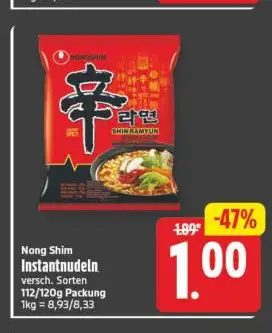 NONGSHIM
辛
라면
SHIN RAMYUN
-47%
1.89*
1.00
Nong Shim
Instantnudeln
versch. Sorten
112/120g Packung
1kg = 8,93/8,33